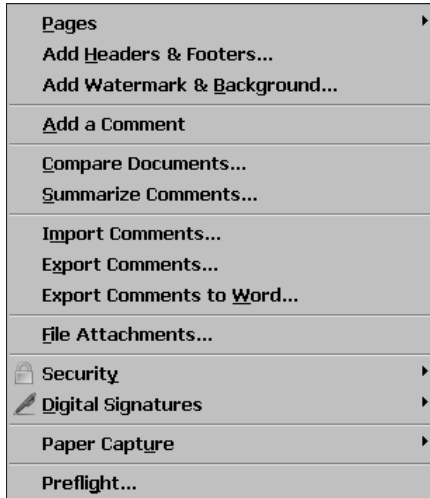 Pages
Add Headers & Footers...
Add Watermark & Background...
Add a Comment
Compare Documents...
Summarize Comments...
Import Comments...
Export Comments...
Export Comments to Word...
File Attachments...
Security
Digital Signatures
Paper Capture
Preflight...